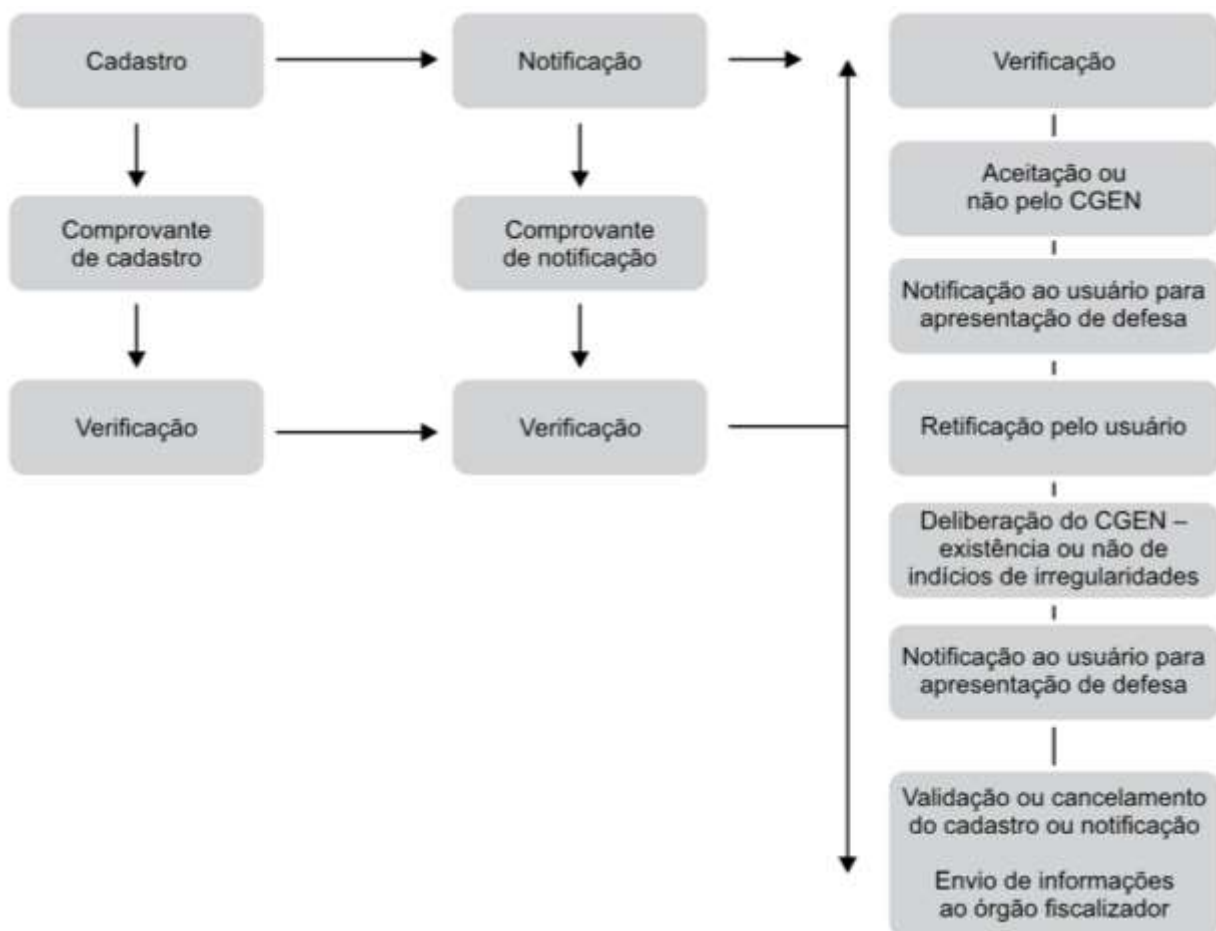 Cadastro
Notificação
Verificação
Comprovante
de cadastro
Comprovante
de notificação
Aceitação ou
não pelo CGEN
Notificação ao usuário para
apresentação de defesa
Verificação
Verificação
Retificação pelo usuário
Deliberação do CGEN –
existência ou não de
indícios de irregularidades
Notificação ao usuário para
apresentação de defesa
Validação ou cancelamento
do cadastro ou notificação
Envio de informações
ao órgão fiscalizador